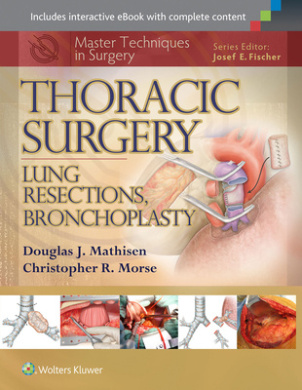 Includes interactive eBook with complete content
Master Techniques
in Surgery
Series Editor:
Josef E. Fischer
THORACIC
SURGERY
LUNG
RESECTIONS,
BRONCHOPLASTY
Douglas J. Mathisen
Christopher R. Morse
Wolters Kluwer